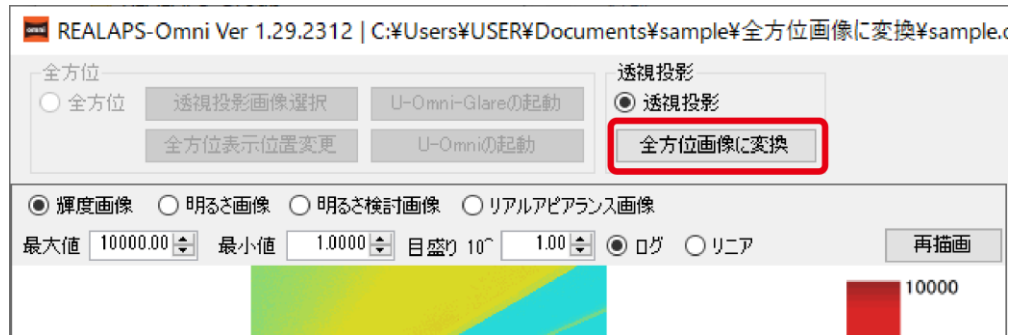 REALAPS-Omni Ver 1.29.2312 | C:¥Users¥USER¥Documents¥sample¥全方位画像に変換¥sample.c
全方位
透視投影
全方位 透視投影画像選択 U-Omni-Glareの起動
透視投影
全方位表示位置変更 U-Omniの起動
全方位画像に変換
輝度画像 明るさ画像 明るさ検討画像 リアルアピアランス画像
最大値 10000.00 最小値 1.0000 目盛り 10^ 1.00 ログ リニア 再描画
10000